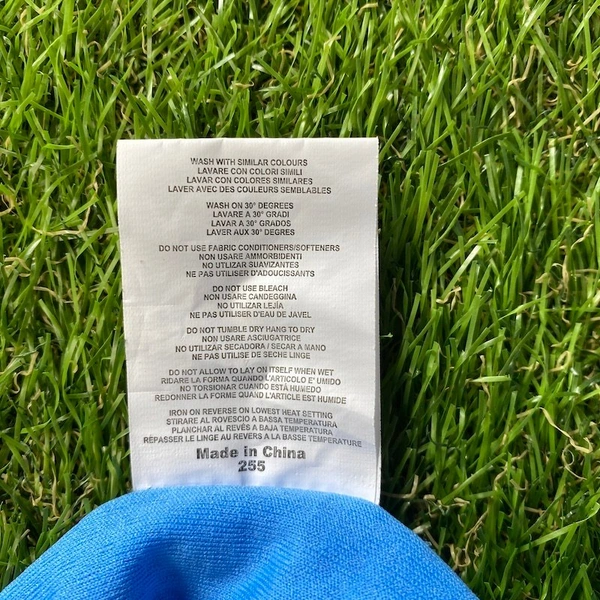 WASH WITH SIMILAR COLOURS
LAVARE CON COLORI SIMILI
LAVAR CON COLORES SIMILARES
LAVER AVEC DES COULEURS SEMBLABLES
WASH ON 30° DEGREES
LAVARE A 30° GRADI
LAVAR A 30° GRADOS
LAVER AUX 30° DEGRES
DO NOT USE FABRIC CONDITIONERS/SOFTENERS
NON USARE AMMORBIDENTI
NO UTLIZAR SUAVIZANTES
NE PAS UTILISER D'ADOUCISSANTS
DO NOT USE BLEACH
NON USARE CANDEGGINA
NO UTILIZAR LEJÍA
NE PAS UTILISER D'EAU DE JAVEL
DO NOT TUMBLE DRY HANG TO DRY
NON USARE ASCIUGATRICE
NO UTILIZAR SECADORA / SECAR A MANO
NE PAS UTILISE DE SECHE LINGE
DO NOT ALLOW TO LAY ON ITSELF WHEN WET
RIDARE LA FORMA QUANDO L'ARTICOLO E' UMIDO
NO TORSIONAR CUANDO ESTÁ HUMEDO
REDONNER LA FORME QUAND L'ARTICLE EST HUMIDE
IRON ON REVERSE ON LOWEST HEAT SETTING
STIRARE AL ROVESCIO A BASSA TEMPERATURA
PLANCHAR AL REVÉS A BAJA TEMPERATURA
RÉPASSER LE LINGE AU REVERS A LA BASSE TEMPERATURE
Made in China
255